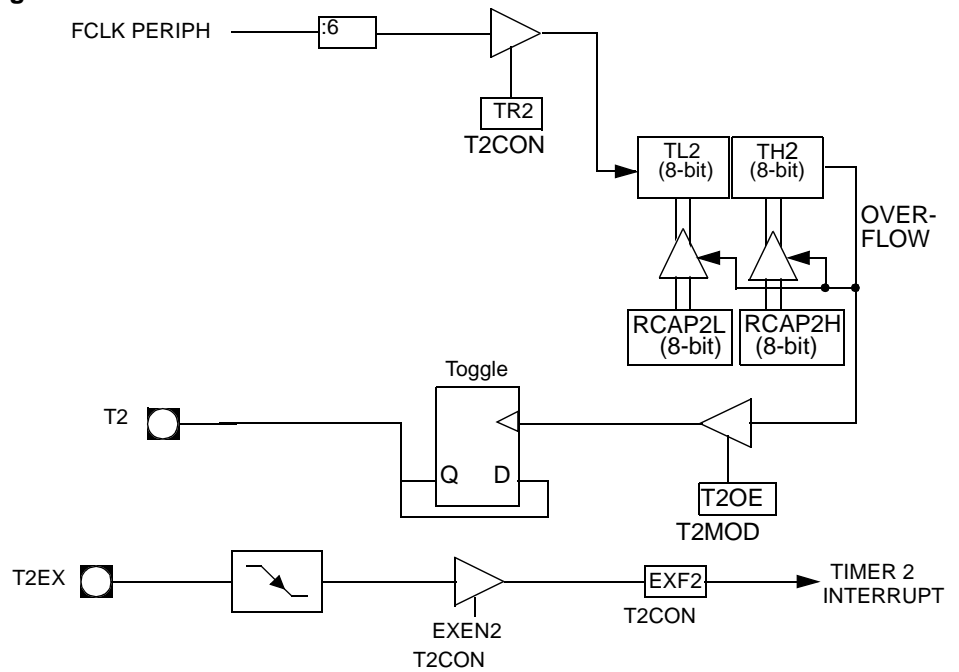 FCLK PERIPH
:6
TR2
T2CON
TL2
(8-bit)
TH2
(8-bit)
OVER-
FLOW
RCAP2L
(8-bit)
RCAP2H
(8-bit)
Toggle
T2
Q D
T2OE
T2MOD
T2EX
EXEN2
T2CON
EXF2
T2CON
TIMER 2
INTERRUPT